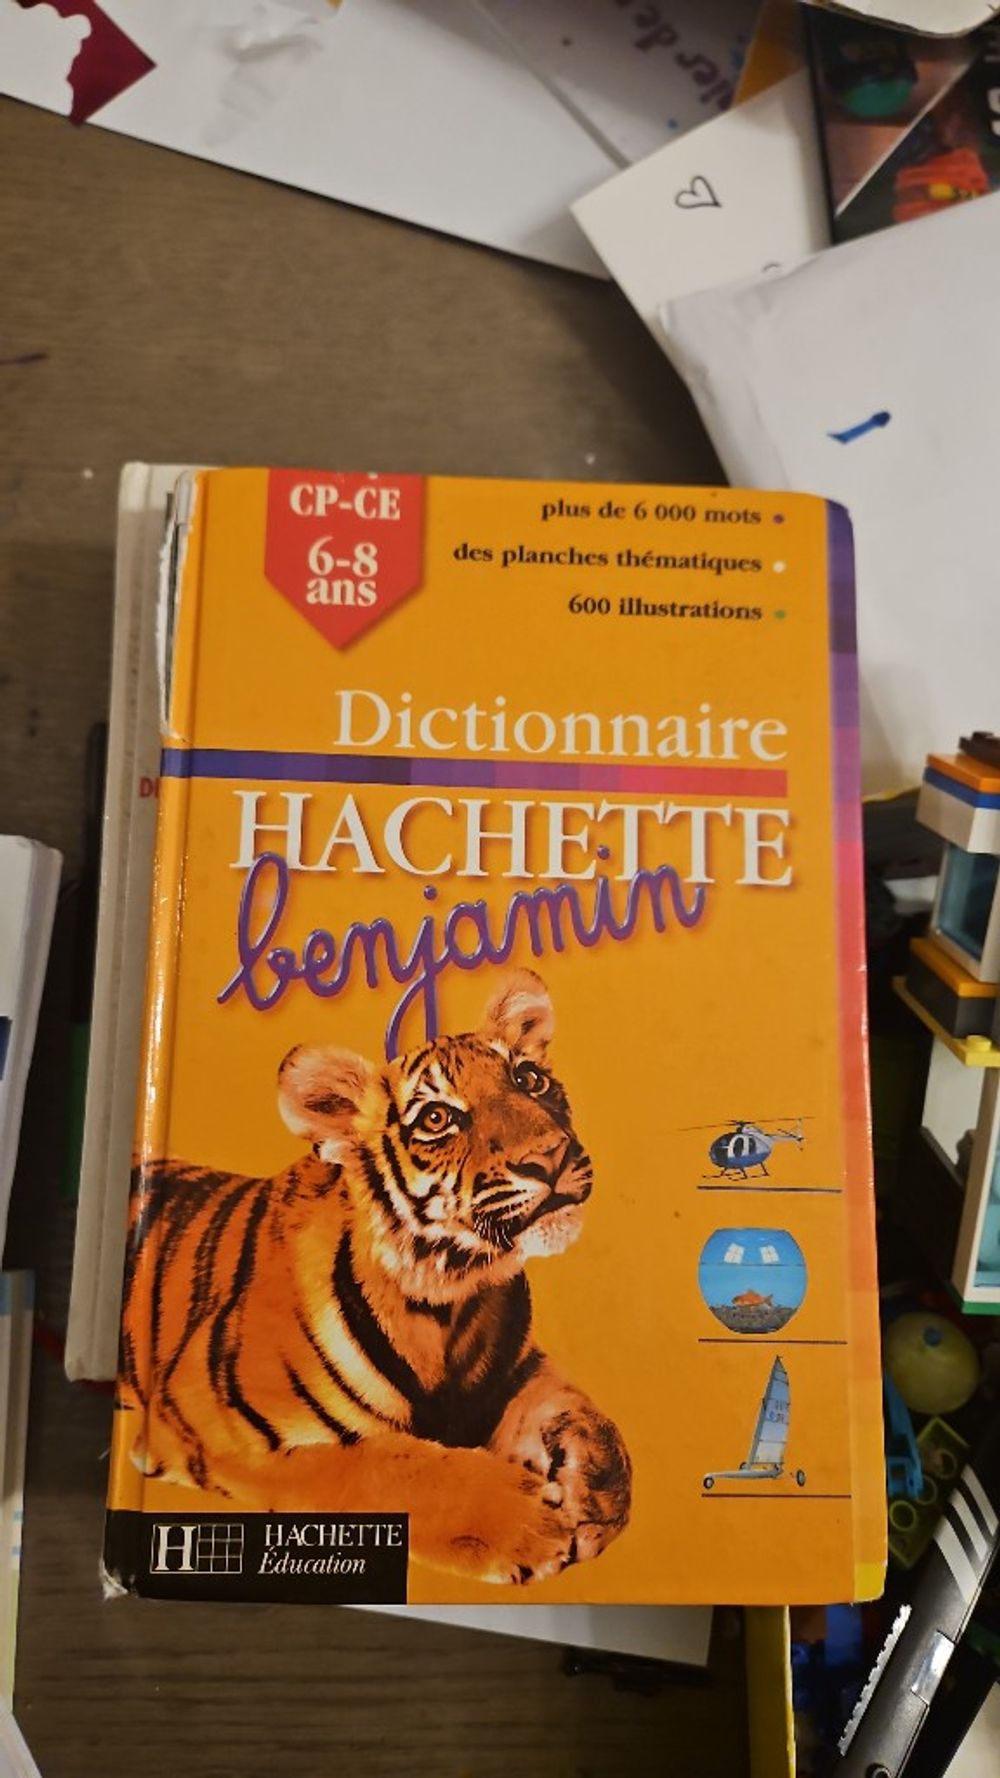 CP-CE
6-8
ans
plus de 6 000 mots
des planches thématiques
600 illustrations
Dictionnaire
HACHETTE
benjamin
H
HACHETTE
Éducation